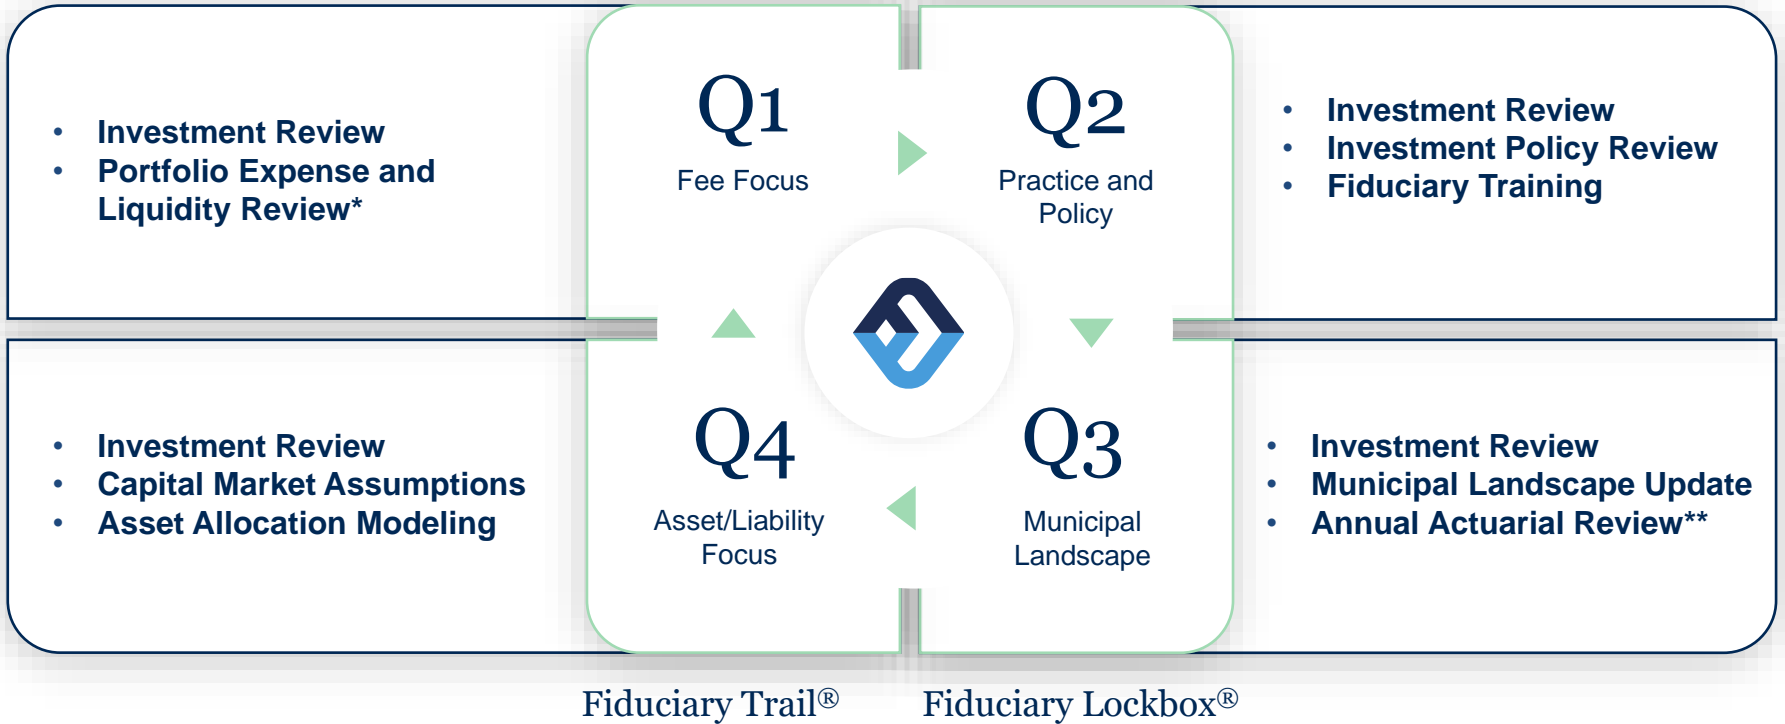 • Investment Review
• Portfolio Expense and
Liquidity Review*
Q1
Fee Focus
Q2
Practice and
Policy
• Investment Review
• Investment Policy Review
• Fiduciary Training
• Investment Review
• Capital Market Assumptions
• Asset Allocation Modeling
Q4
Asset/Liability
Focus
Q3
Municipal
Landscape
• Investment Review
• Municipal Landscape Update
• Annual Actuarial Review**
Fiduciary Trail®
Fiduciary Lockbox®